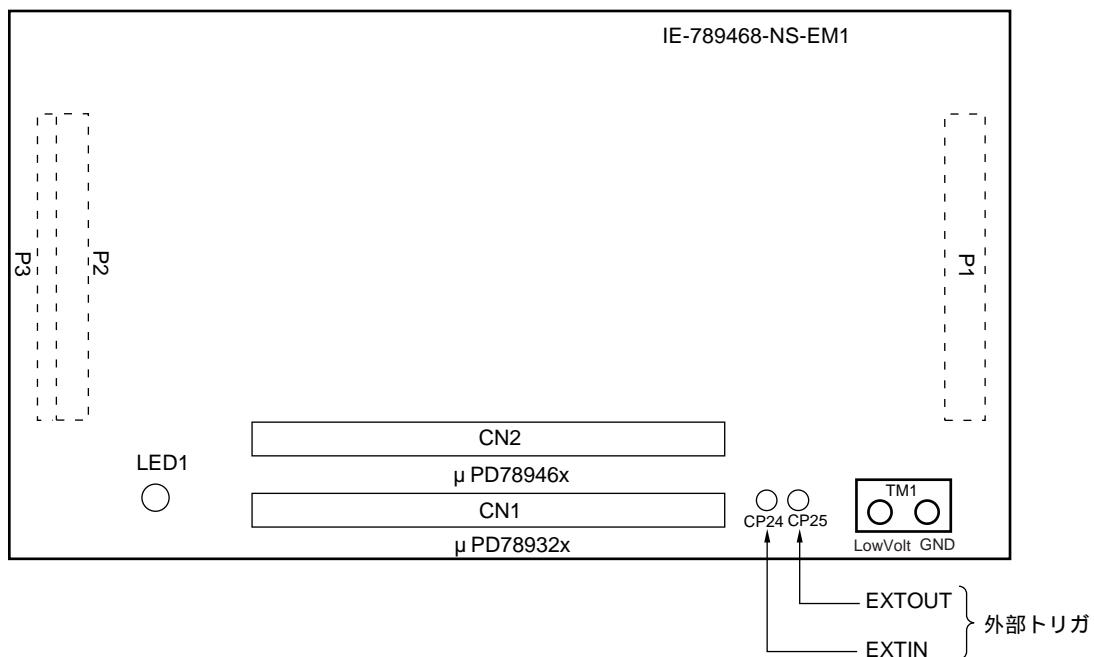 IE-789468-NS-EM1
P3
P2
P1
LED1
CN2
μ PD78946x
CN1
μ PD78932x
CP24 CP25
TM1
LowVolt GND
EXTOUT
EXTIN
外部トリガ